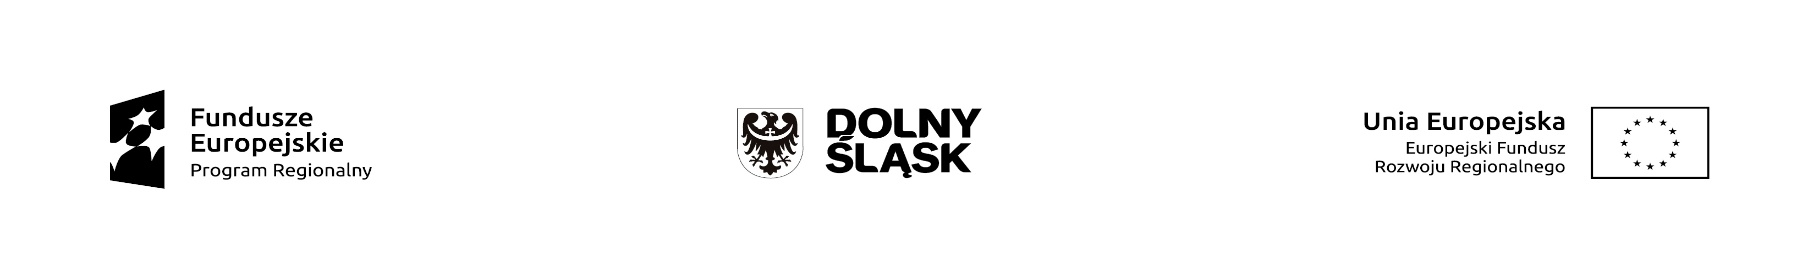 Fundusze
Europejskie
Program Regionalny
DOLNY
ŚLĄSK
Unia Europejska
Europejski Fundusz
Rozwoju Regionalnego